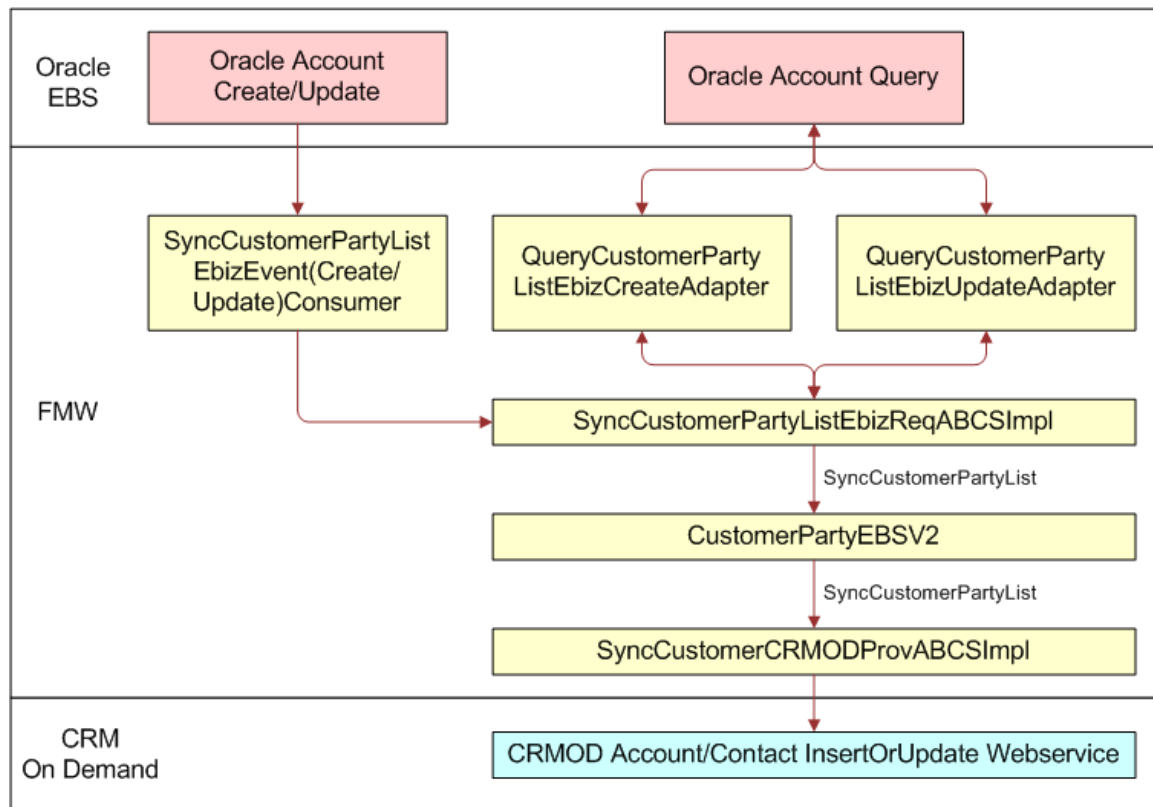 Oracle
EBS
Oracle Account
Create/Update
Oracle Account Query
FMW
SyncCustomerPartyList
EbizEvent(Create/
Update)Consumer
QueryCustomerParty
ListEbizCreateAdapter
QueryCustomerParty
ListEbizUpdateAdapter
SyncCustomerPartyListEbizReqABCSImpl
SyncCustomerPartyList
CustomerPartyEBSV2
SyncCustomerPartyList
SyncCustomerCRMODProvABCSImpl
CRM
On Demand
CRMOD Account/Contact InsertOrUpdate Webservice